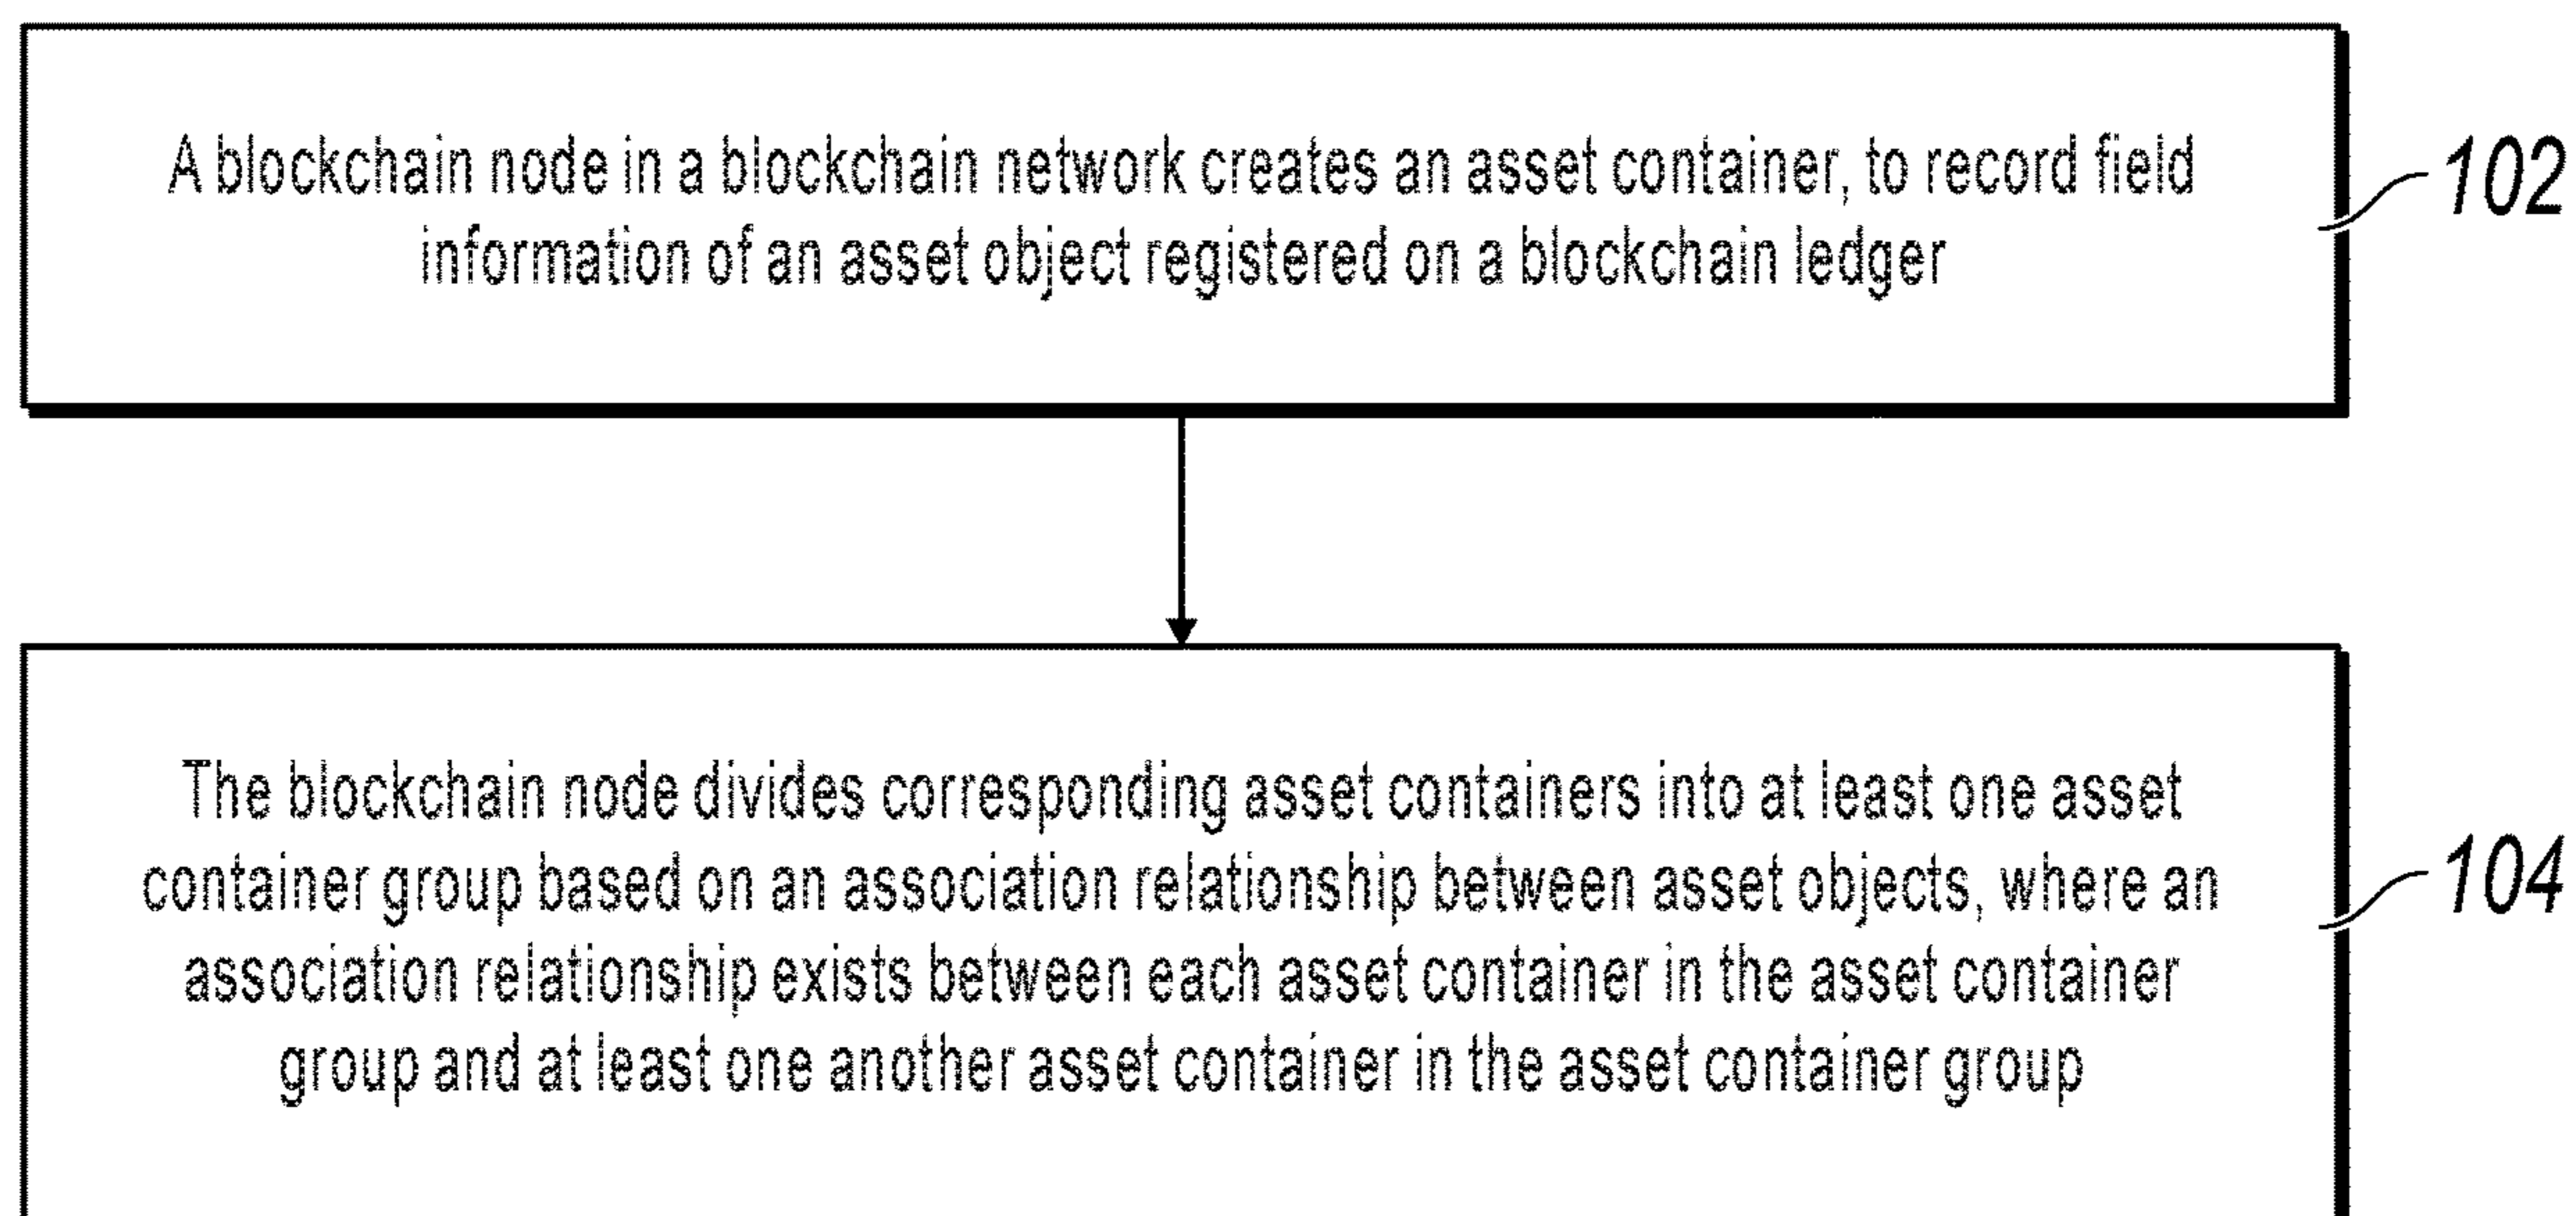 A blockchain node in a blockchain network creates an asset container, to record field
information of an asset object registered on a blockchain ledger
102
The blockchain node divides corresponding asset containers into at least one asset
container group based on an association relationship between asset objects, where an
association relationship exists between each asset container in the asset container
group and at least one another asset container in the asset container group
104